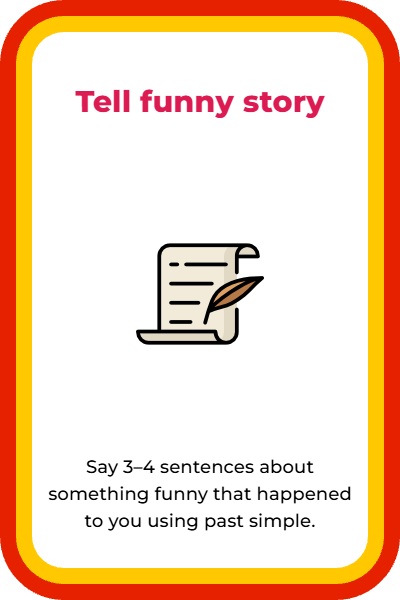 Tell funny story
Say 3–4 sentences about
something funny that happened
to you using past simple.